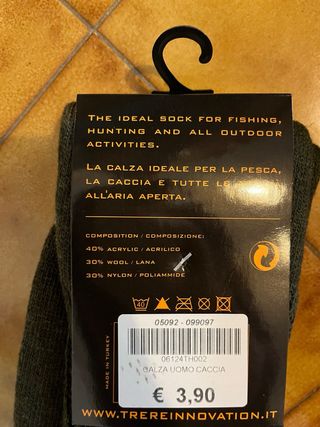 THE IDEAL SOCK FOR FISHING,
HUNTING AND ALL OUTDOOR
ACTIVITIES.
LA CALZA IDEALE PER LA PESCA,
LA CACCIA E TUTTE LE
ALL'ARIA APERTA.
COMPOSITION / COMPOSIZIONE:
40% ACRYLIC / ACRILICO
30% WOOL / LANA
30% NYLON / POLIAMMIDE
40
MADE IN TURKEY
05092 - 099097
06124TH002
CALZA UOMO CACCIA
€ 3,90
WWW.TREREINNOVATION.IT